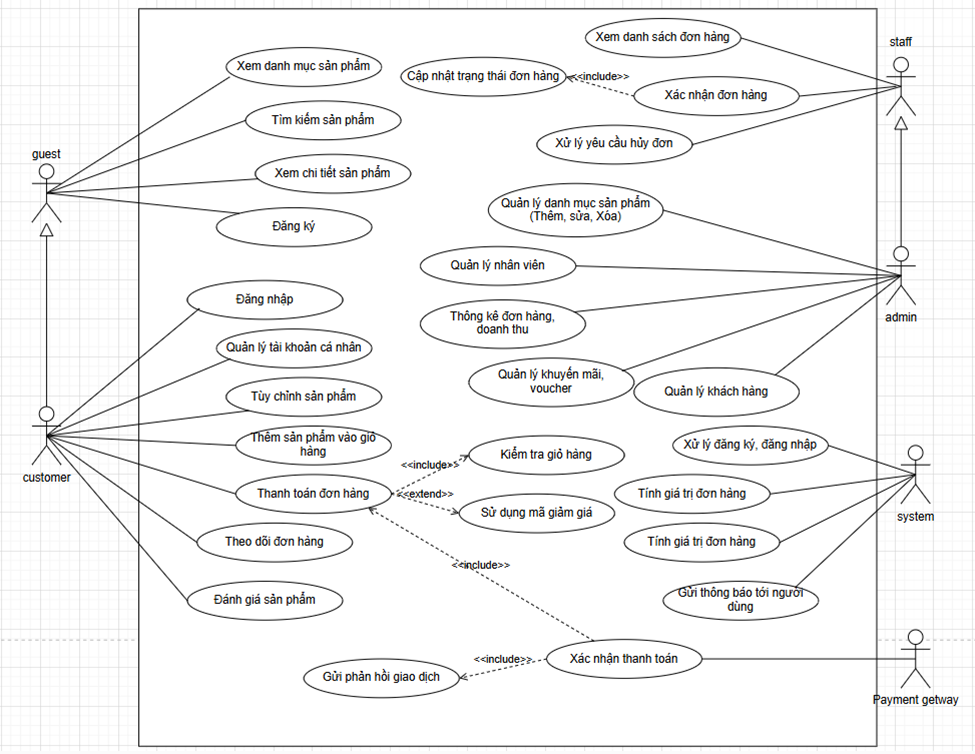 Xem danh sách đơn hàng
staff
Xem danh mục sản phẩm
Cập nhật trạng thái đơn hàng
<<include>>
Xác nhận đơn hàng
Tìm kiếm sản phẩm
Xử lý yêu cầu hủy đơn
guest
Xem chi tiết sản phẩm
Quản lý danh mục sản phẩm
(Thêm, sửa, Xóa)
Đăng ký
Quản lý nhân viên
Đăng nhập
Thống kê đơn hàng,
doanh thu
admin
Quản lý tài khoản cá nhân
Quản lý khuyến mãi,
voucher
Quản lý khách hàng
Tùy chỉnh sản phẩm
Thêm sản phẩm vào giỏ
hàng
Xử lý đăng ký, đăng nhập
Kiểm tra giỏ hàng
<<include>>
customer
Thanh toán đơn hàng
<<extend>>
Tính giá trị đơn hàng
Sử dụng mã giảm giá
system
Theo dõi đơn hàng
Tính giá trị đơn hàng
<<include>>
Đánh giá sản phẩm
Gửi thông báo tới người
dùng
<<include>>
Xác nhận thanh toán
Gửi phản hồi giao dịch
Payment getway